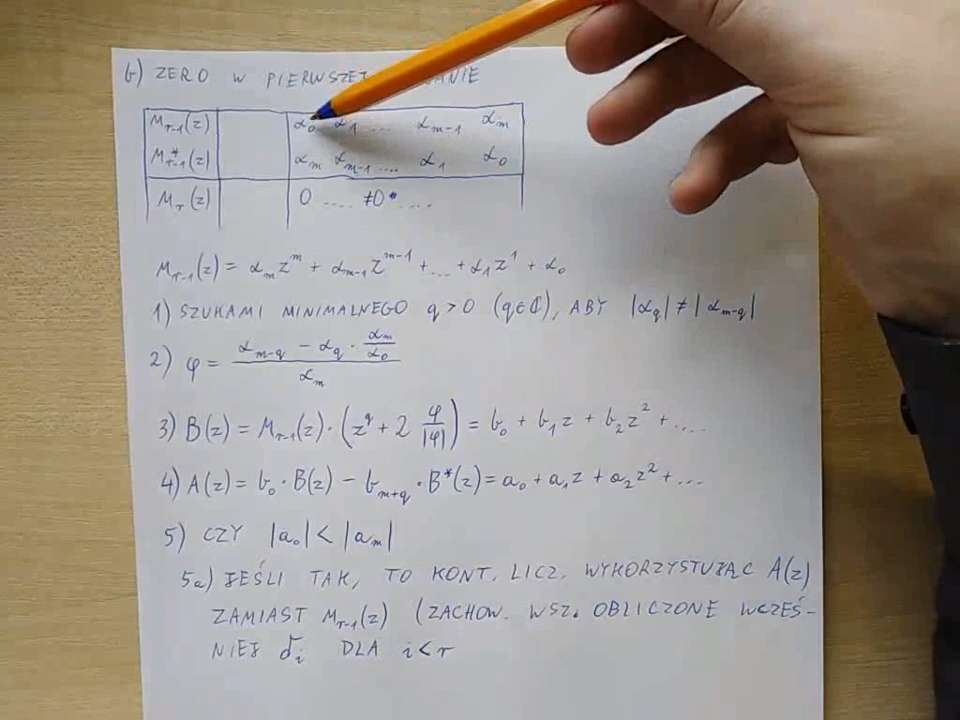 b) ZERO W
M_{r-1}(z) α_0 α_1 .... α_{m-1} α_m
M*_{r-1}(z) α_m α_{m-1} .... α_1 α_0
M_r(z) 0 .... ≠0* ....
M_{r-1}(z) = α_m z^m + α_{m-1} z^{m-1} + ... + α_1 z^1 + α_0
1) SZUKAMI MINIMALNEGO q > 0 (q∈ℂ), ABY |α_q| ≠ |α_{m-q}|
2) φ = (α_{m-q} - α_q · α_m/α_0) / α_m
3) B(z) = M_{r-1}(z) · (z^q + 2 φ/|φ|) = b_0 + b_1 z + b_2 z^2 + ....
4) A(z) = b_0 · B(z) - b_{m+q} · B*(z) = a_0 + a_1 z + a_2 z^2 + ...
5) CZY |a_0| < |a_m|
5a) JEŚLI TAK, TO KONT. LICZ. WYKORZYSTUJĄC A(z)
ZAMIAST M_{r-1}(z) (ZACHOW. WSZ. OBLICZONE WCZEŚ-
NIEJ δ_i DLA i<r